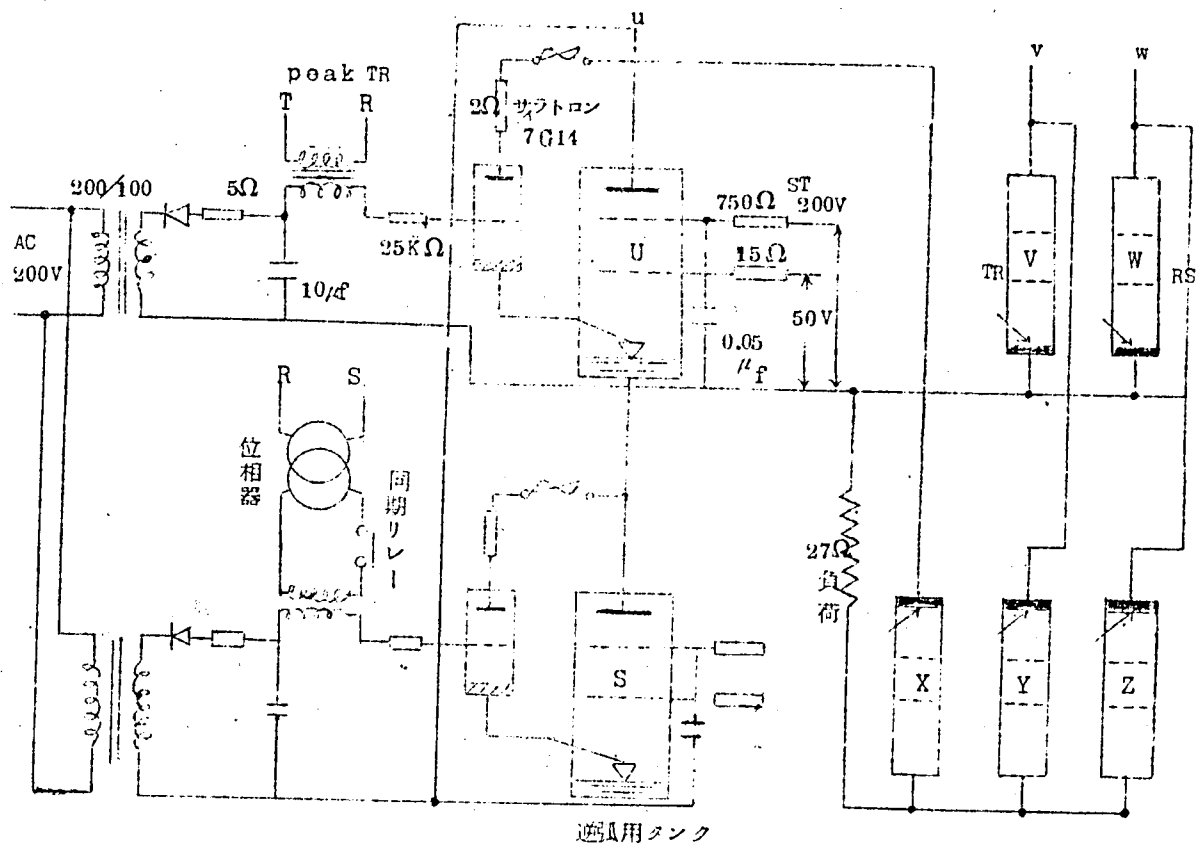 u
v
w
peak TR
T R
2Ω
サイラトロン
7G14
200/100
5Ω
25KΩ
AC
200V
10μf
750Ω
ST
200V
15Ω
50V
0.05
μf
U
V
W
TR
RS
R S
位相器
同期リレー
27Ω
負荷
S
X
Y
Z
用タンク